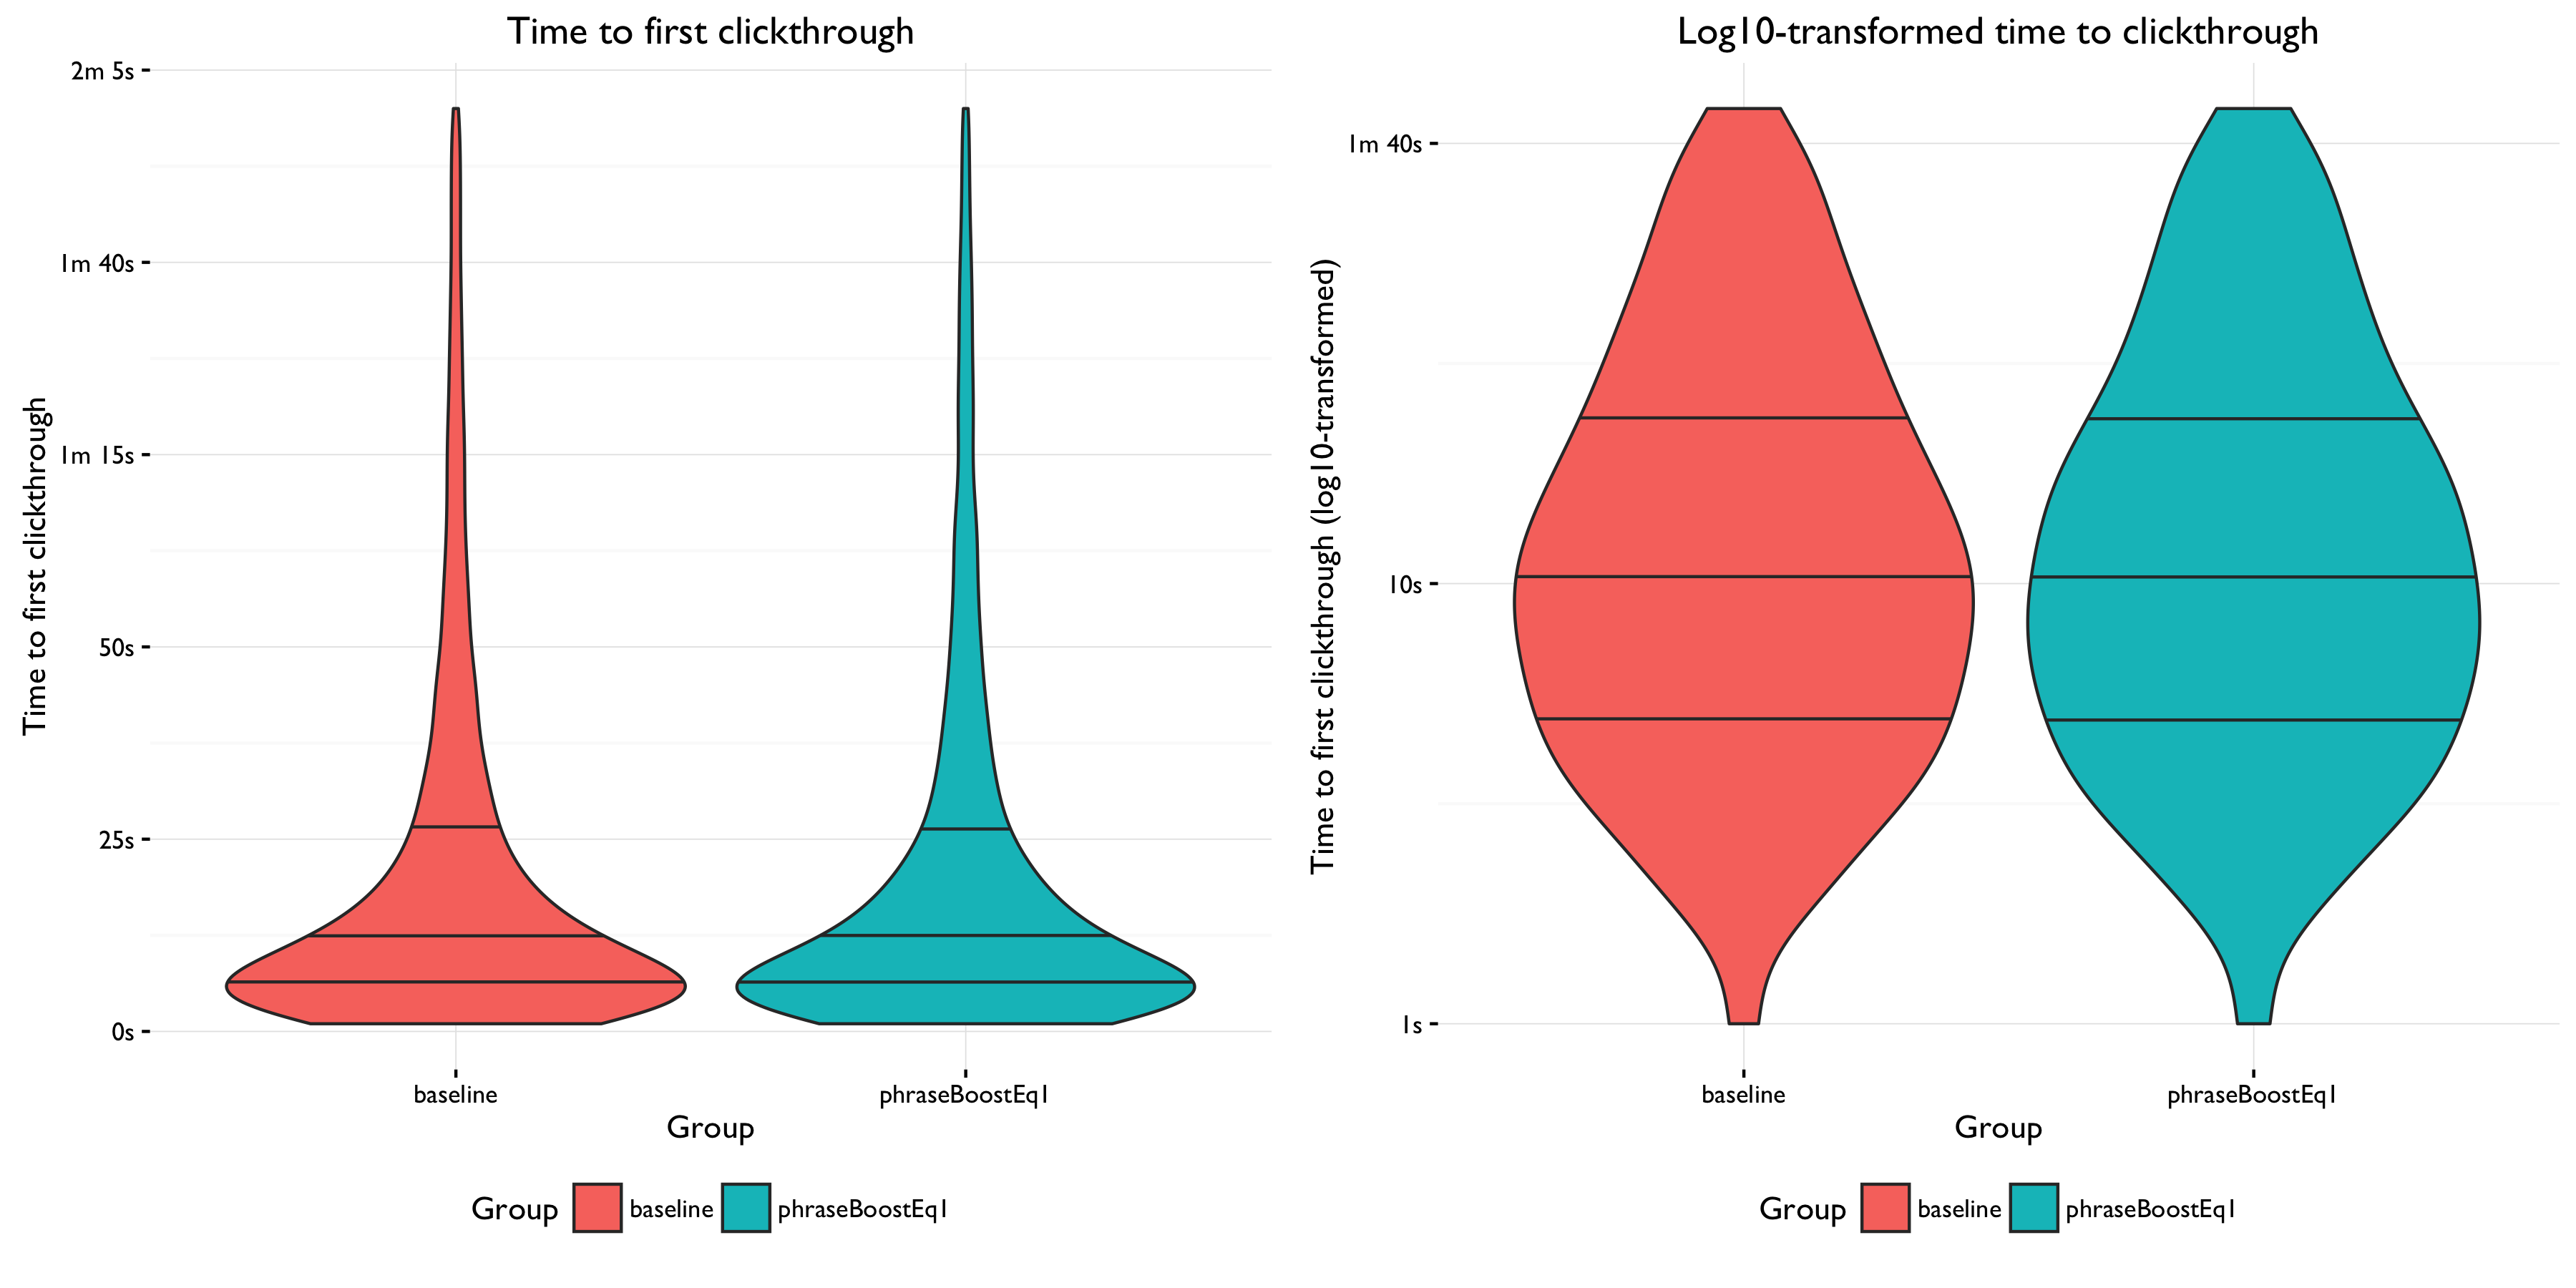 Time to first clickthrough
2m 5s
1m 40s
1m 15s
50s
25s
0s
Time to first clickthrough
baseline phraseBoostEq1
Group
Group baseline phraseBoostEq1
Log10-transformed time to clickthrough
1m 40s
10s
1s
Time to first clickthrough (log10-transformed)
baseline phraseBoostEq1
Group
Group baseline phraseBoostEq1